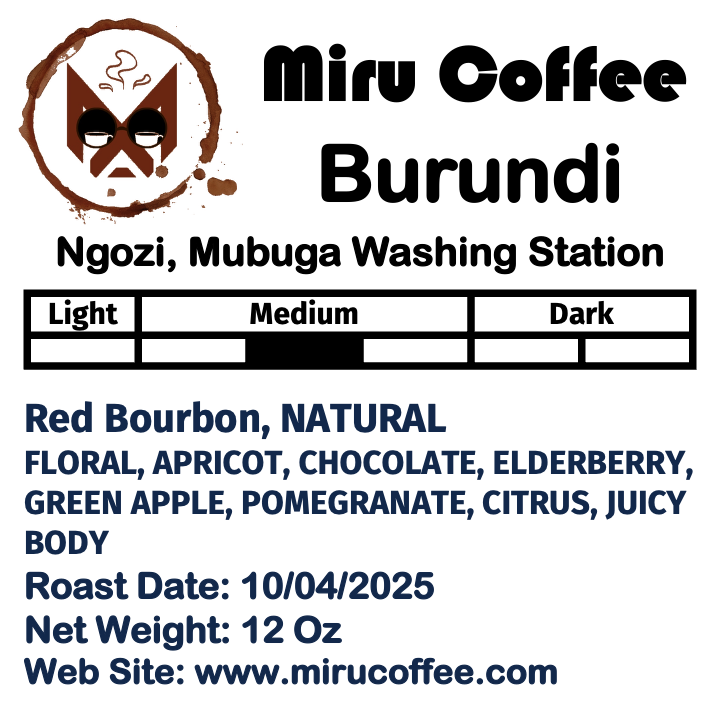 Miru Coffee
Burundi
Ngozi, Mubuga Washing Station
Light Medium Dark
Red Bourbon, NATURAL
FLORAL, APRICOT, CHOCOLATE, ELDERBERRY,
GREEN APPLE, POMEGRANATE, CITRUS, JUICY
BODY
Roast Date: 10/04/2025
Net Weight: 12 Oz
Web Site: www.mirucoffee.com